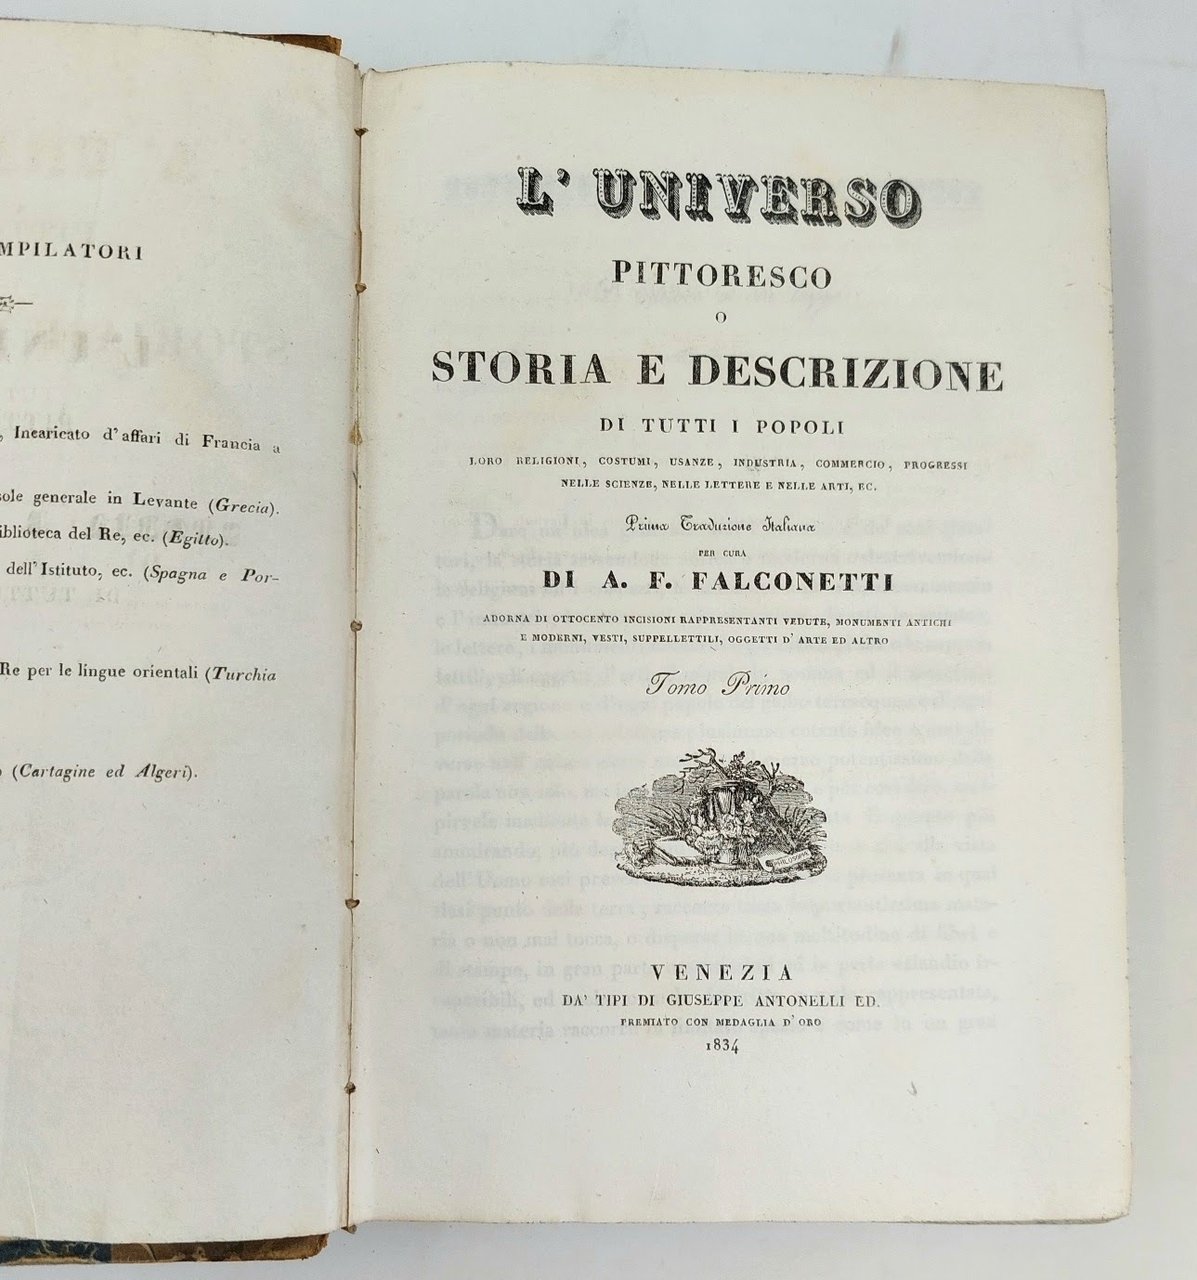 MPILATORI
, Incaricato d'affari di Francia a
sole generale in Levante (Grecia).
iblioteca del Re, ec. (Egitto).
dell'Istituto, ec. (Spagna e Por-
Re per le lingue orientali (Turchia
(Cartagine ed Algeri).
L'UNIVERSO
PITTORESCO
O
STORIA E DESCRIZIONE
DI TUTTI I POPOLI
LORO RELIGIONI, COSTUMI, USANZE, INDUSTRIA, COMMERCIO, PROGRESSI
NELLE SCIENZE, NELLE LETTERE E NELLE ARTI, EC.
Prima Traduzione Italiana
PER CURA
DI A. F. FALCONETTI
ADORNA DI OTTOCENTO INCISIONI RAPPRESENTANTI VEDUTE, MONUMENTI ANTICHI
E MODERNI, VESTI, SUPPELLETTILI, OGGETTI D'ARTE ED ALTRO
Tomo Primo
VENEZIA
DA' TIPI DI GIUSEPPE ANTONELLI ED.
PREMIATO CON MEDAGLIA D'ORO
1834